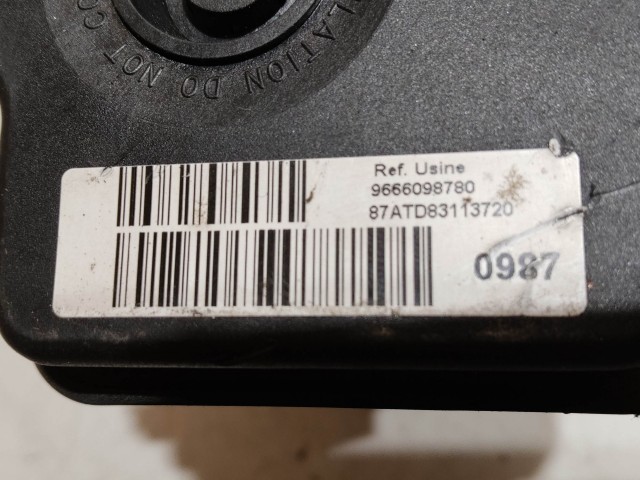 LATION DO NOT CO
Ref. Usine
9666098780
87ATD83113720
0987